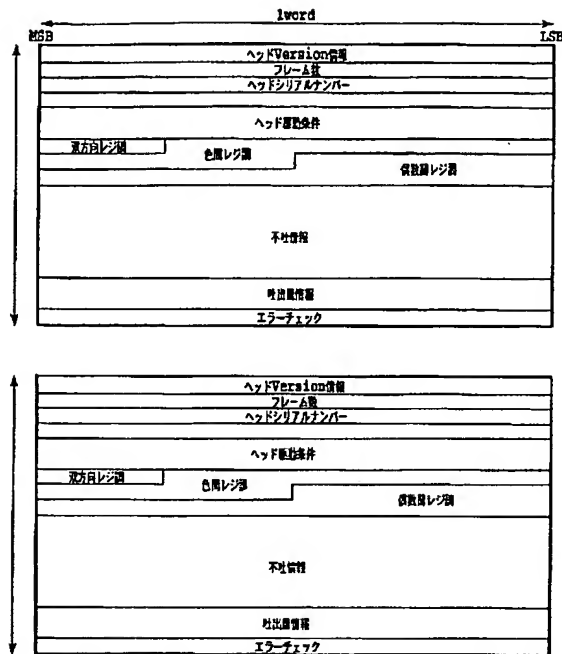 1word
MSB
LSB
ヘッドVersion情報
フレーム数
ヘッドシリアルナンバー
ヘッド駆動条件
双方向レジ調
色間レジ調
偶数間レジ調
不吐情報
吐出量情報
エラーチェック
ヘッドVersion情報
フレーム数
ヘッドシリアルナンバー
ヘッド駆動条件
双方向レジ調
色間レジ調
偶数間レジ調
不吐情報
吐出量情報
エラーチェック